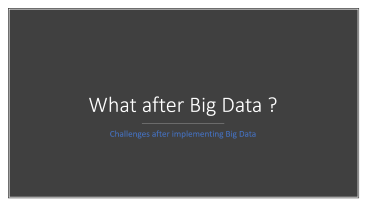 What after Big Data ?
Challenges after implementing Big Data